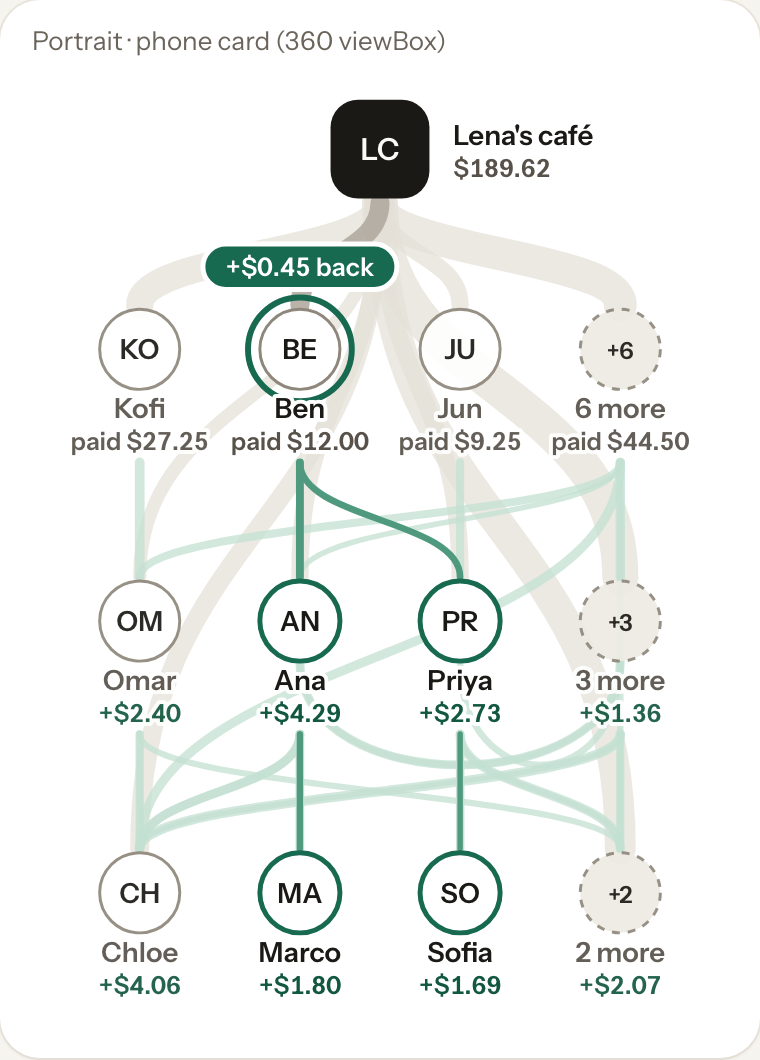 Portrait · phone card (360 viewBox)
LC
Lena's café
$189.62
+$0.45 back
KO
BE
JU
+6
Kofi
Ben
Jun
6 more
paid $27.25
paid $12.00
paid $9.25
paid $44.50
OM
AN
PR
+3
Omar
Ana
Priya
3 more
+$2.40
+$4.29
+$2.73
+$1.36
CH
MA
SO
+2
Chloe
Marco
Sofia
2 more
+$4.06
+$1.80
+$1.69
+$2.07